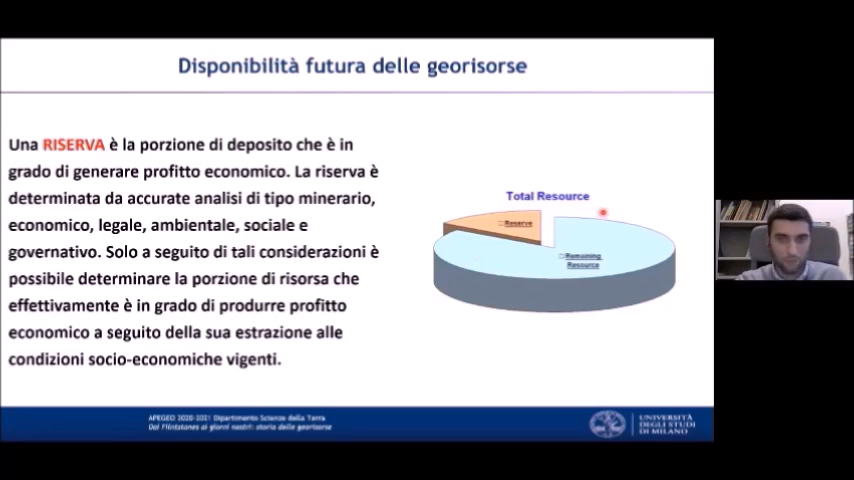 Disponibilità futura delle georisorse
Una RISERVA è la porzione di deposito che è in
grado di generare profitto economico. La riserva è
determinata da accurate analisi di tipo minerario,
economico, legale, ambientale, sociale e
governativo. Solo a seguito di tali considerazioni è
possibile determinare la porzione di risorsa che
effettivamente è in grado di produrre profitto
economico a seguito della sua estrazione alle
condizioni socio-economiche vigenti.
Total Resource
Reserve
Remaining
Resource
APEGEO 2020-2021 Dipartimento Scienze della Terra
Dai Flintstones ai giorni nostri: storia delle georisorse
UNIVERSITÀ
DEGLI STUDI
DI MILANO